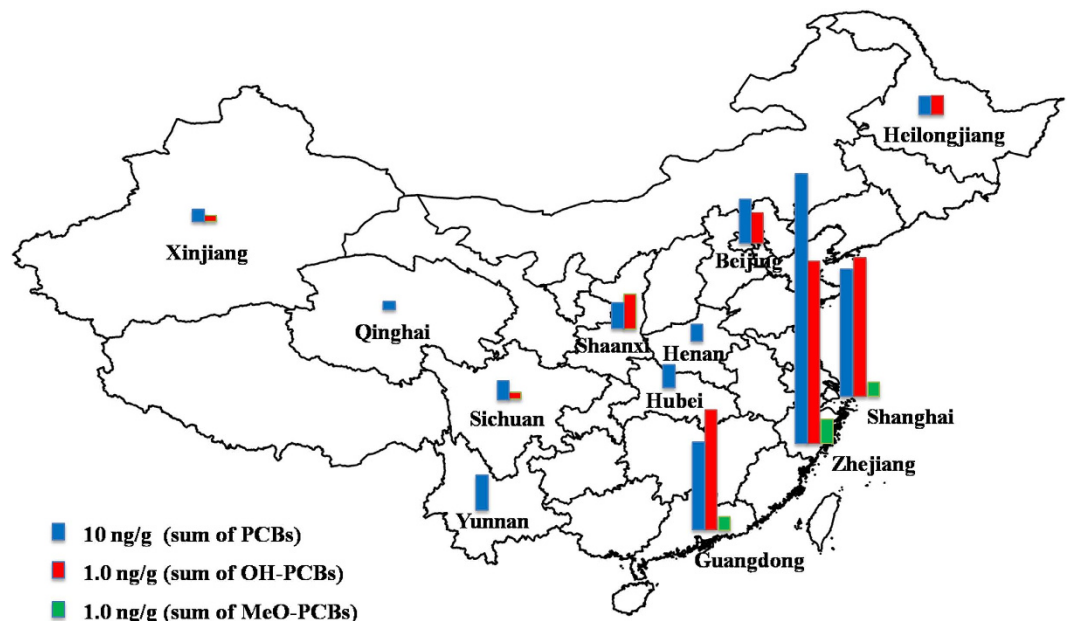 Heilongjiang
Xinjiang
Beijing
Qinghai
Shaanxi
Henan
Sichuan
Hubei
Shanghai
Zhejiang
Yunnan
Guangdong
10 ng/g (sum of PCBs)
1.0 ng/g (sum of OH-PCBs)
1.0 ng/g (sum of MeO-PCBs)